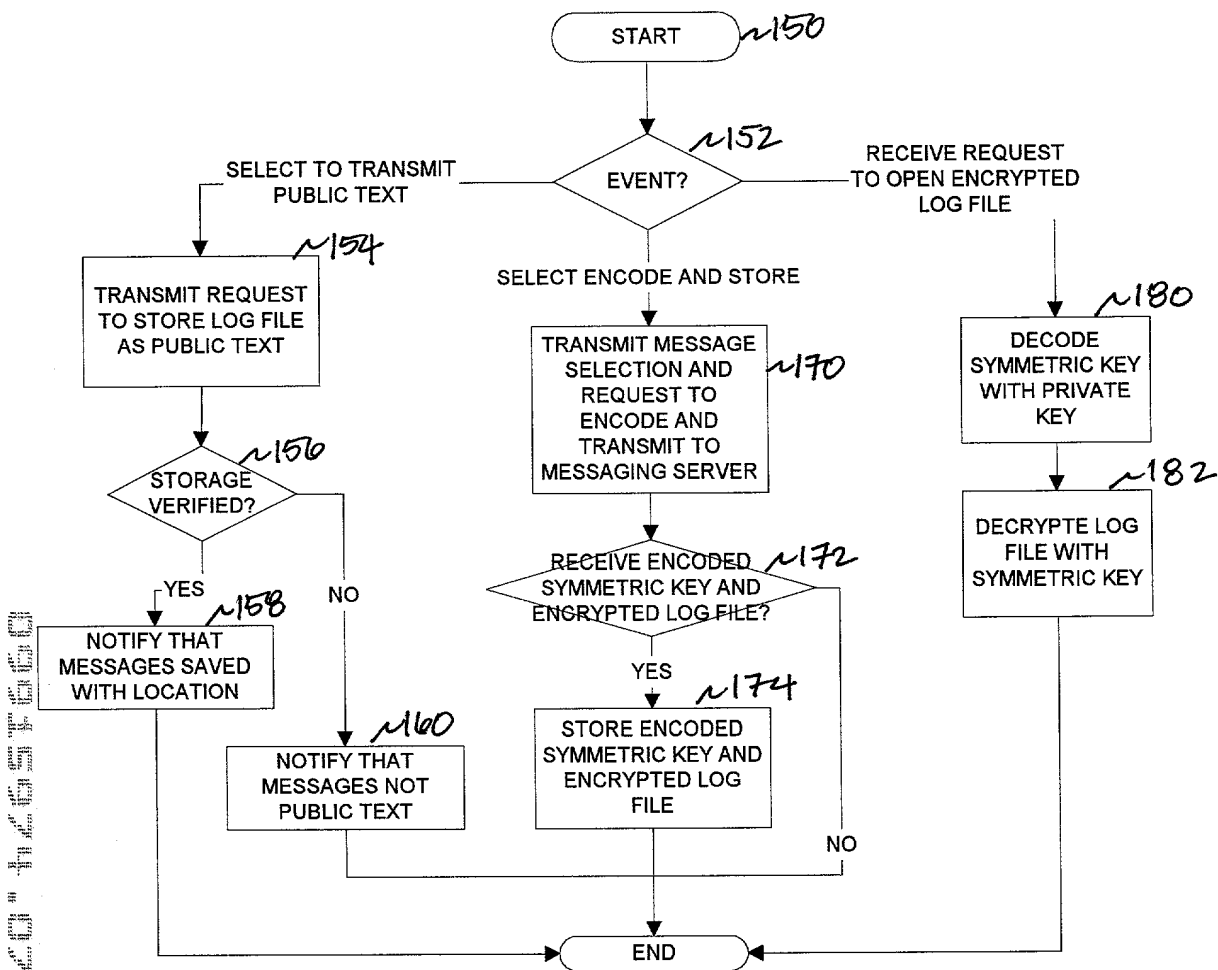 START
~150
~152
EVENT?
SELECT TO TRANSMIT
PUBLIC TEXT
RECEIVE REQUEST
TO OPEN ENCRYPTED
LOG FILE
~154
TRANSMIT REQUEST
TO STORE LOG FILE
AS PUBLIC TEXT
~156
STORAGE
VERIFIED?
YES
NO
~158
NOTIFY THAT
MESSAGES SAVED
WITH LOCATION
~160
NOTIFY THAT
MESSAGES NOT
PUBLIC TEXT
SELECT ENCODE AND STORE
TRANSMIT MESSAGE
SELECTION AND
REQUEST TO
ENCODE AND
TRANSMIT TO
MESSAGING SERVER
~170
RECEIVE ENCODED
SYMMETRIC KEY AND
ENCRYPTED LOG FILE?
~172
YES
NO
~174
STORE ENCODED
SYMMETRIC KEY AND
ENCRYPTED LOG
FILE
~180
DECODE
SYMMETRIC KEY
WITH PRIVATE
KEY
~182
DECRYPTE LOG
FILE WITH
SYMMETRIC KEY
END